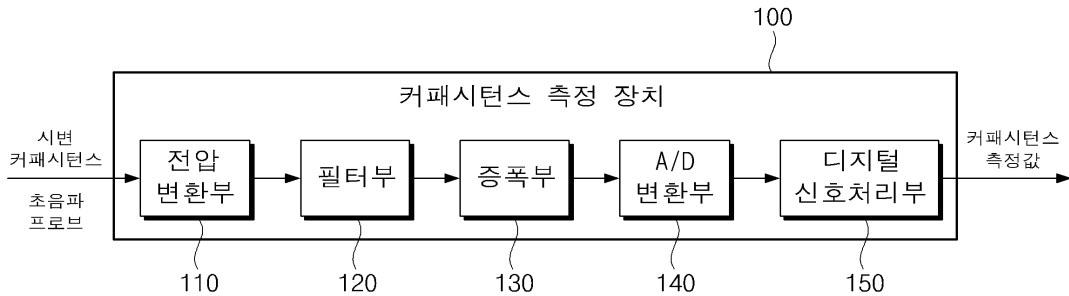 100
커패시턴스 측정 장치
시변
커패시턴스
초음파
프로브
전압
변환부
필터부
증폭부
A/D
변환부
디지털
신호처리부
커패시턴스
측정값
110
120
130
140
150